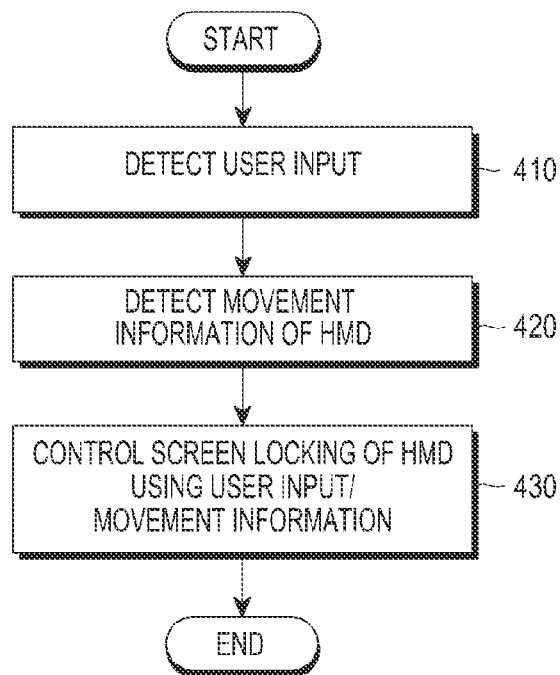 START
DETECT USER INPUT
410
DETECT MOVEMENT
INFORMATION OF HMD
420
CONTROL SCREEN LOCKING OF HMD
USING USER INPUT/
MOVEMENT INFORMATION
430
END